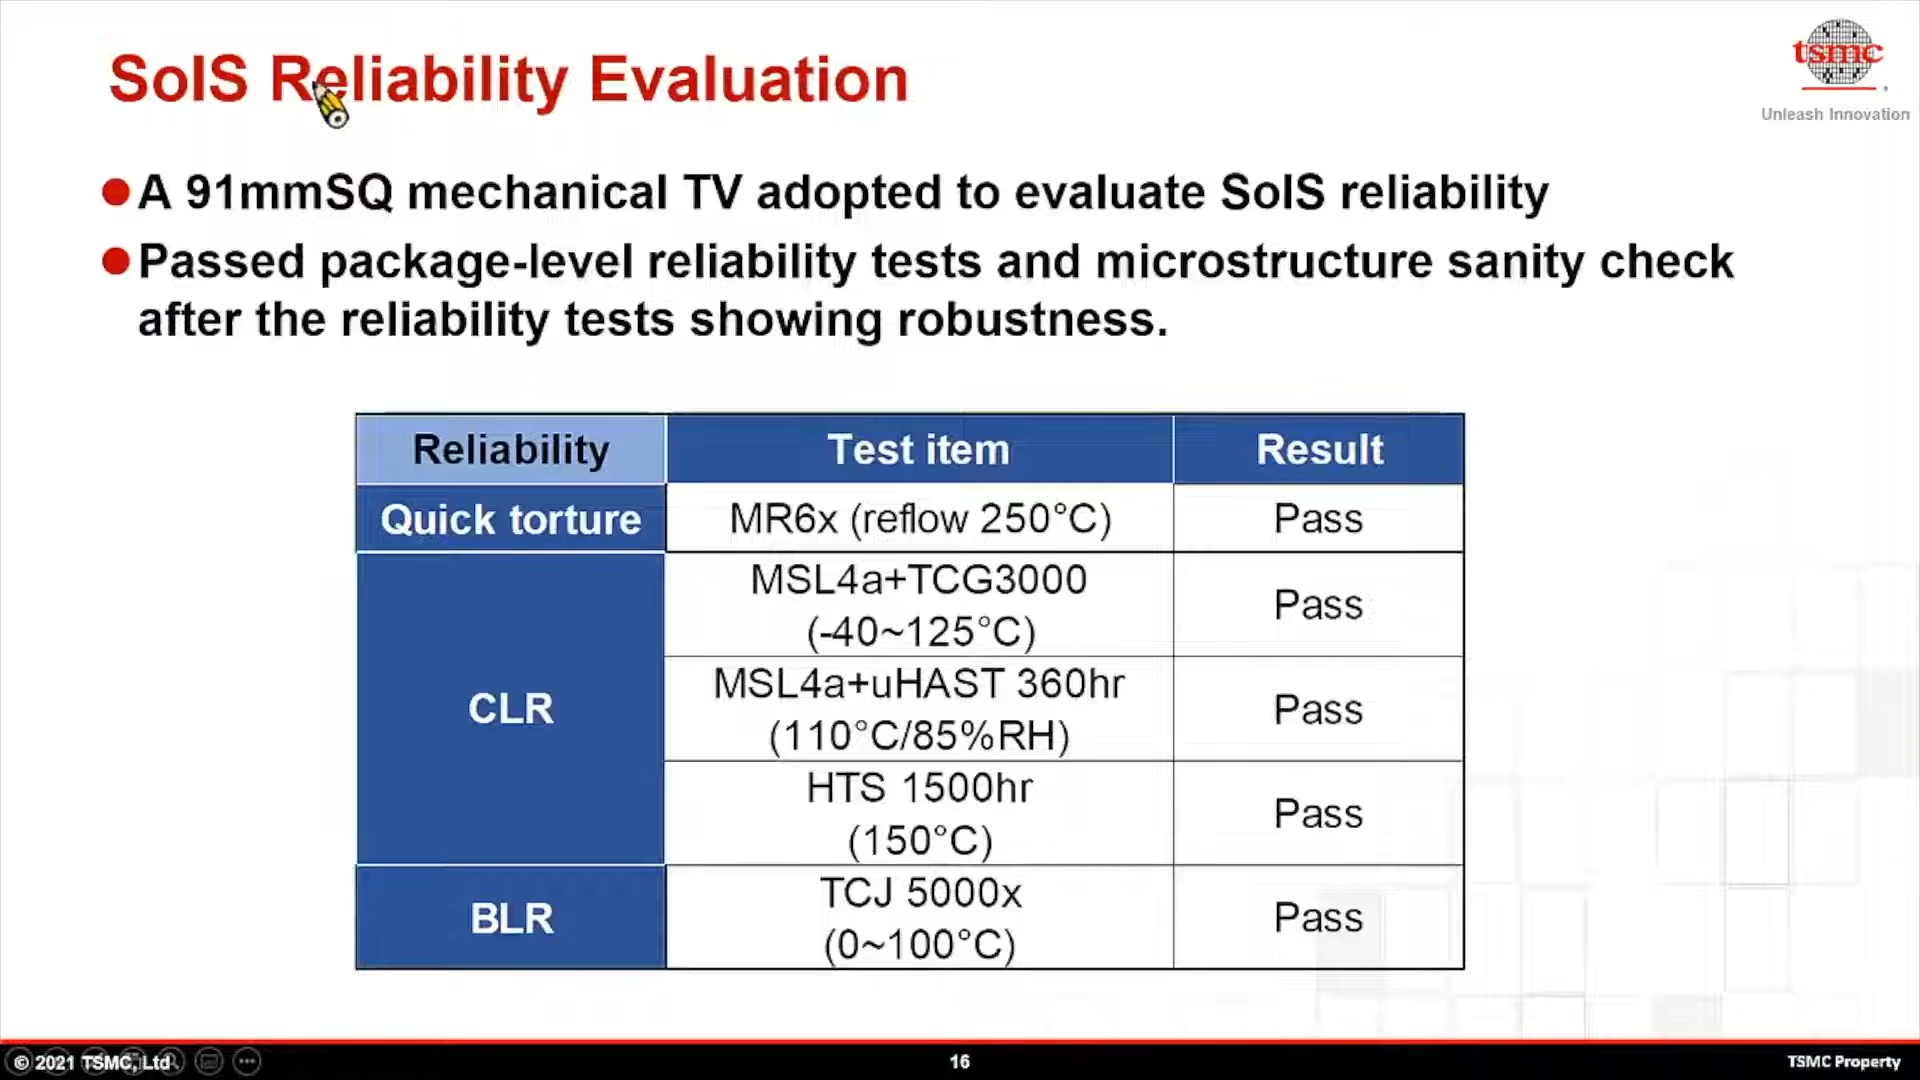 SoIS Reliability Evaluation
tsmc
Unleash Innovation
A 91mmSQ mechanical TV adopted to evaluate SoIS reliability
Passed package-level reliability tests and microstructure sanity check
after the reliability tests showing robustness.
Reliability Test item Result
Quick torture MR6x (reflow 250°C) Pass
CLR
MSL4a+TCG3000
(-40~125°C)
Pass
MSL4a+uHAST 360hr
(110°C/85%RH)
Pass
HTS 1500hr
(150°C)
Pass
BLR
TCJ 5000x
(0~100°C)
Pass
© 2021 TSMC, Ltd
16
TSMC Property